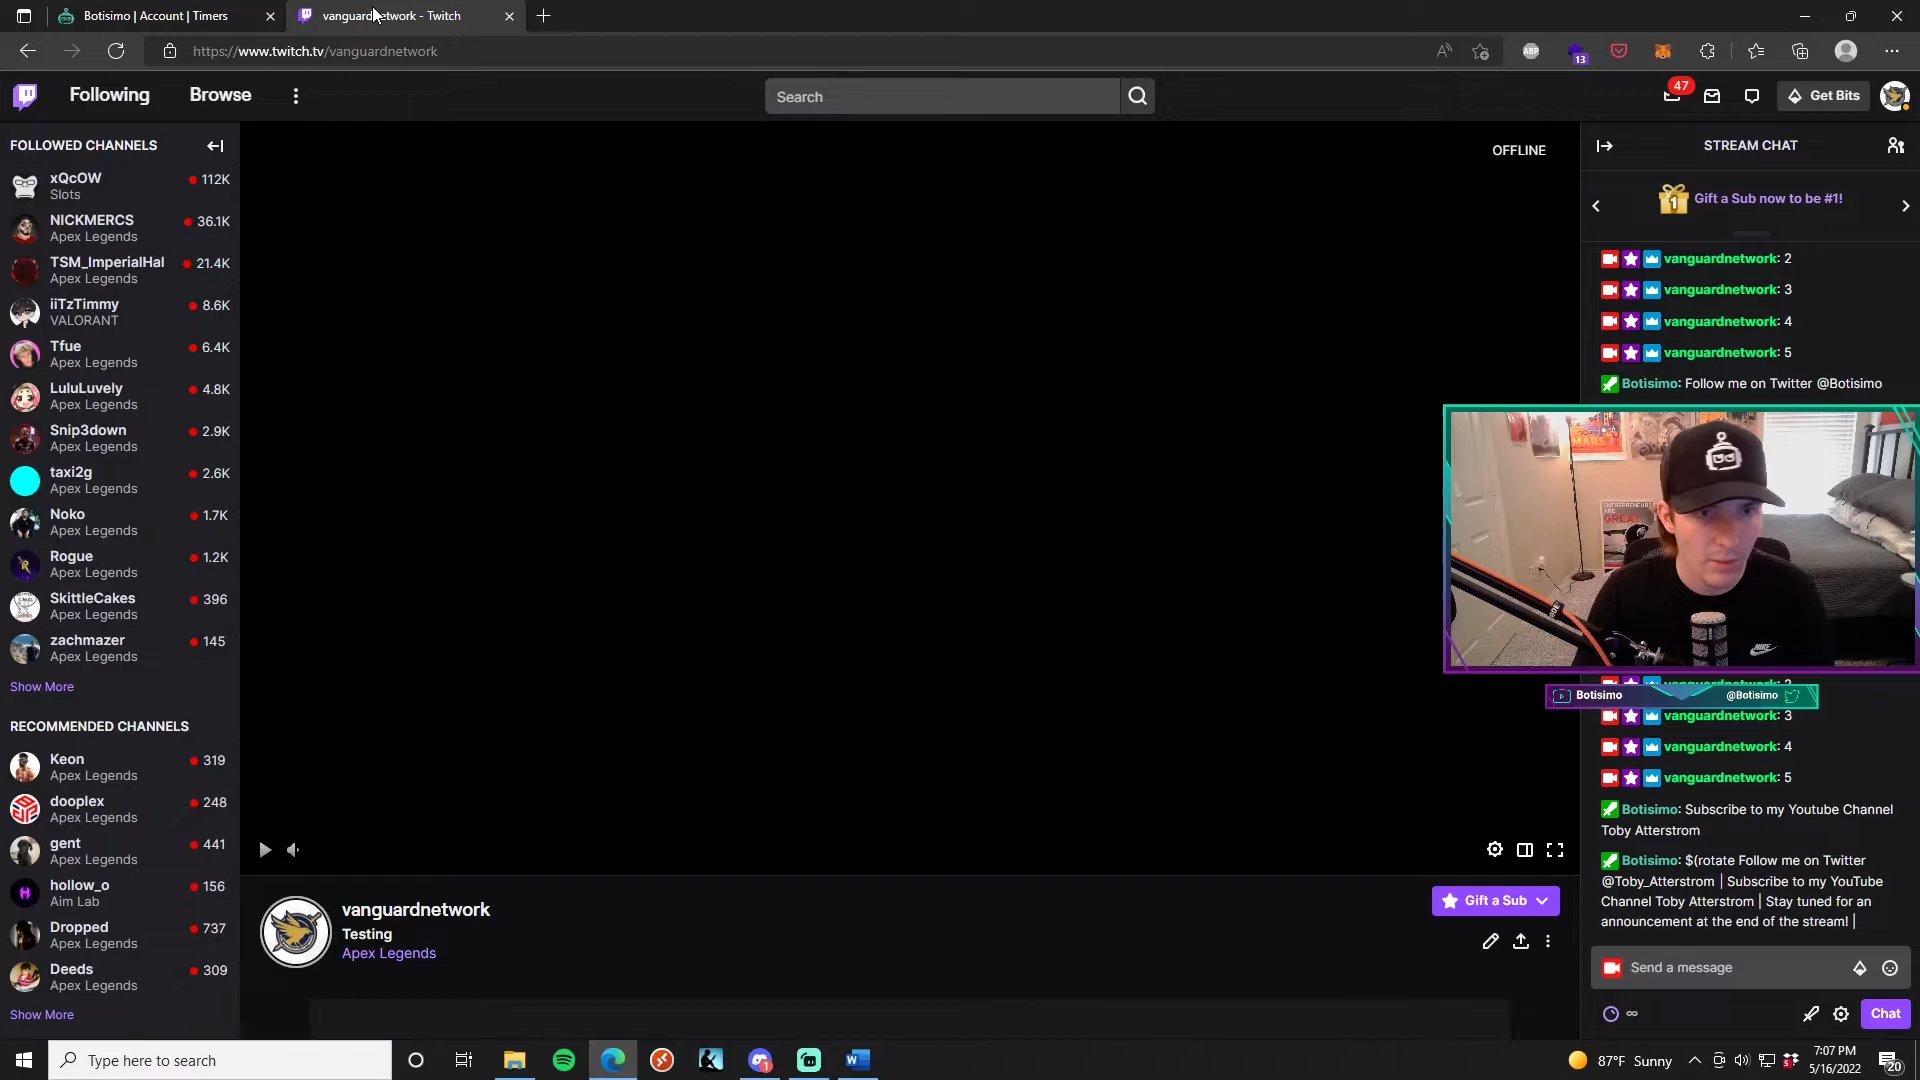 Botisimo | Account | Timers
vanguardnetwork - Twitch
https://www.twitch.tv/vanguardnetwork
ABP
13
Following
Browse
Search
47
Get Bits
FOLLOWED CHANNELS
xQcOW
112K
Slots
NICKMERCS
36.1K
Apex Legends
TSM_ImperialHal
21.4K
Apex Legends
iiTzTimmy
8.6K
VALORANT
Tfue
6.4K
Apex Legends
LuluLuvely
4.8K
Apex Legends
Snip3down
2.9K
Apex Legends
taxi2g
2.6K
Apex Legends
Noko
1.7K
Apex Legends
Rogue
1.2K
Apex Legends
SkittleCakes
396
Apex Legends
zachmazer
145
Apex Legends
Show More
RECOMMENDED CHANNELS
Keon
319
Apex Legends
dooplex
248
Apex Legends
gent
441
Apex Legends
hollow_o
156
Aim Lab
Dropped
737
Apex Legends
Deeds
309
Apex Legends
Show More
OFFLINE
vanguardnetwork
Testing
Apex Legends
Gift a Sub
STREAM CHAT
1
Gift a Sub now to be #1!
vanguardnetwork: 2
vanguardnetwork: 3
vanguardnetwork: 4
vanguardnetwork: 5
Botisimo: Follow me on Twitter @Botisimo
MARS
ENTREPRENEURS
ARE
GREAT
Botisimo
@Botisimo
vanguardnetwork: 3
vanguardnetwork: 4
vanguardnetwork: 5
Botisimo: Subscribe to my Youtube Channel
Toby Atterstrom
Botisimo: $(rotate Follow me on Twitter
@Toby_Atterstrom | Subscribe to my YouTube
Channel Toby Atterstrom | Stay tuned for an
announcement at the end of the stream! |
Send a message
∞
Chat
Type here to search
1
87°F Sunny
7:07 PM
5/16/2022
20